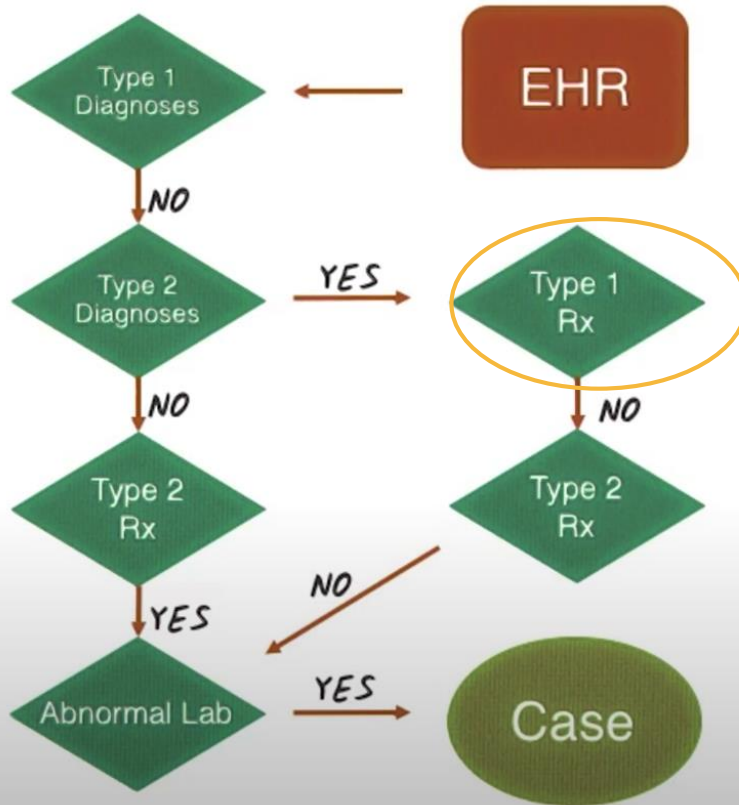 Type 1
Diagnoses
EHR
NO
Type 2
Diagnoses
YES
Type 1
Rx
NO
NO
Type 2
Rx
Type 2
Rx
YES
NO
Abnormal Lab
YES
Case